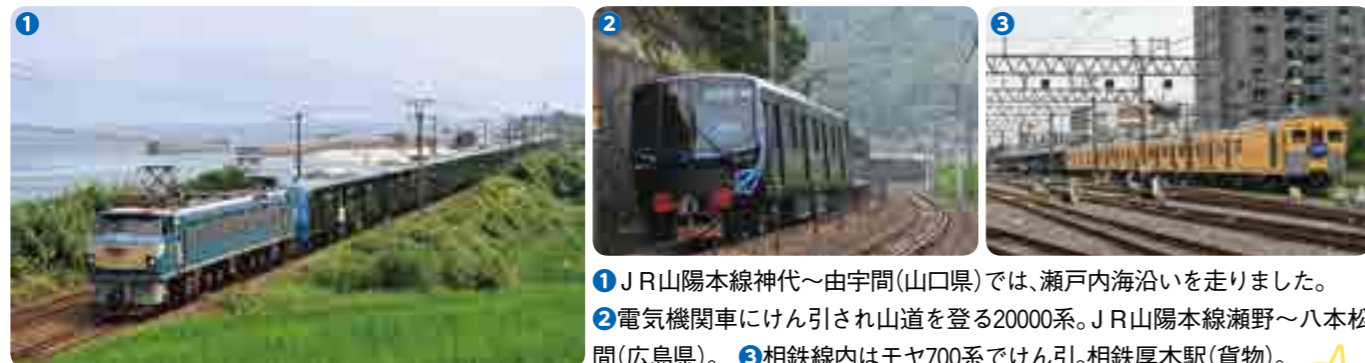 ❶
❷
❸
❶ＪＲ山陽本線神代～由宇間(山口県)では、瀬戸内海沿いを走りました。
❷電気機関車にけん引され山道を登る20000系。ＪＲ山陽本線瀬野～八本松
間(広島県)。 ❸相鉄線内はモヤ700系でけん引。相鉄厚木駅(貨物)。